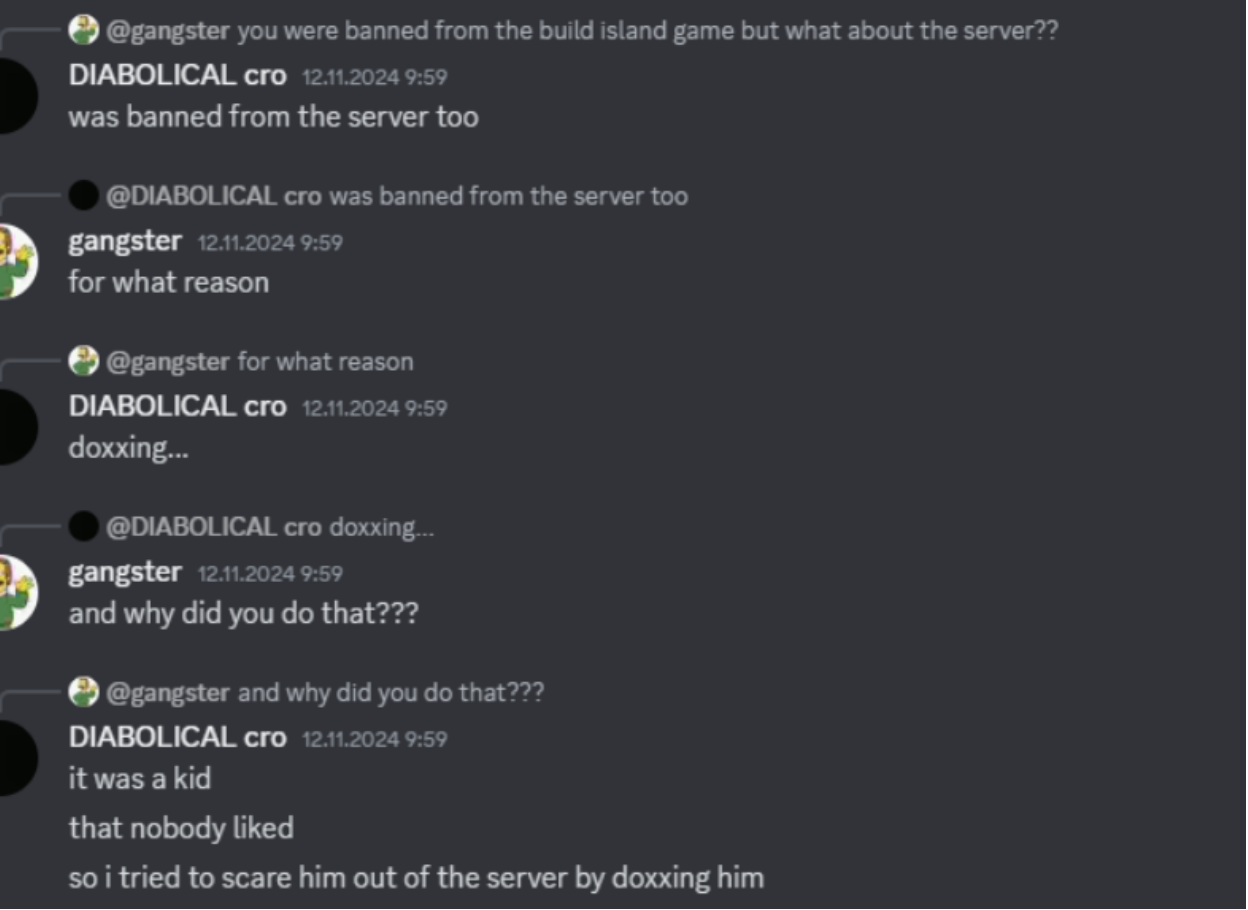 @gangster you were banned from the build island game but what about the server??
DIABOLICAL cro 12.11.2024 9:59
was banned from the server too
@DIABOLICAL cro was banned from the server too
gangster 12.11.2024 9:59
for what reason
@gangster for what reason
DIABOLICAL cro 12.11.2024 9:59
doxxing...
@DIABOLICAL cro doxxing...
gangster 12.11.2024 9:59
and why did you do that???
@gangster and why did you do that???
DIABOLICAL cro 12.11.2024 9:59
it was a kid
that nobody liked
so i tried to scare him out of the server by doxxing him